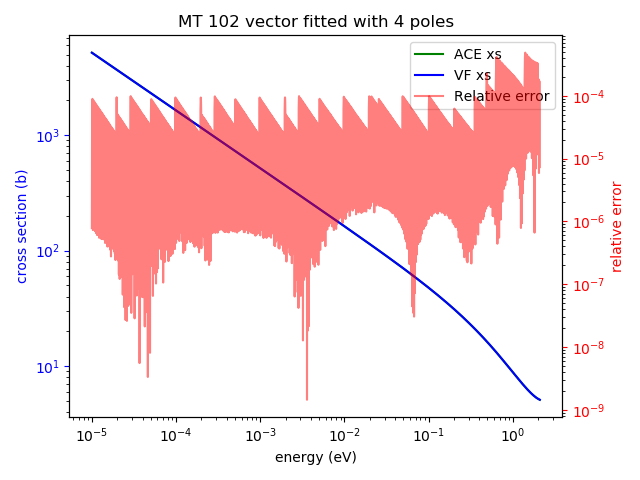 MT 102 vector fitted with 4 poles
ACE xs
VF xs
Relative error
cross section (b)
10³
10²
10¹
10⁻⁴
10⁻⁵
10⁻⁶
10⁻⁷
10⁻⁸
10⁻⁹
relative error
10⁻⁵ 10⁻⁴ 10⁻³ 10⁻² 10⁻¹ 10⁰
energy (eV)